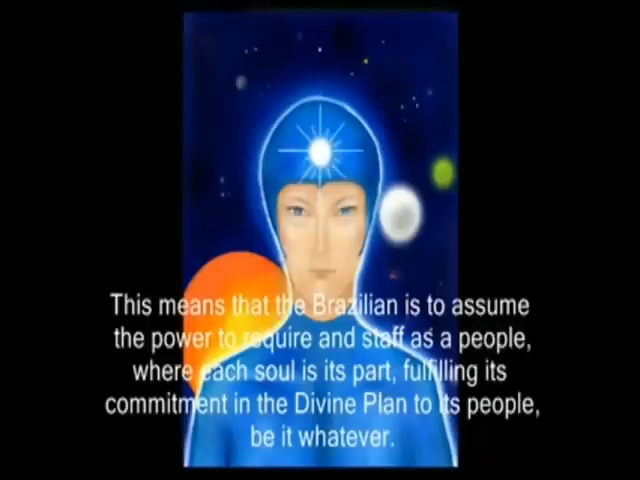 This means that the Brazilian is to assume
the power to require and staff as a people,
where each soul is its part, fulfilling its
commitment in the Divine Plan to its people,
be it whatever.